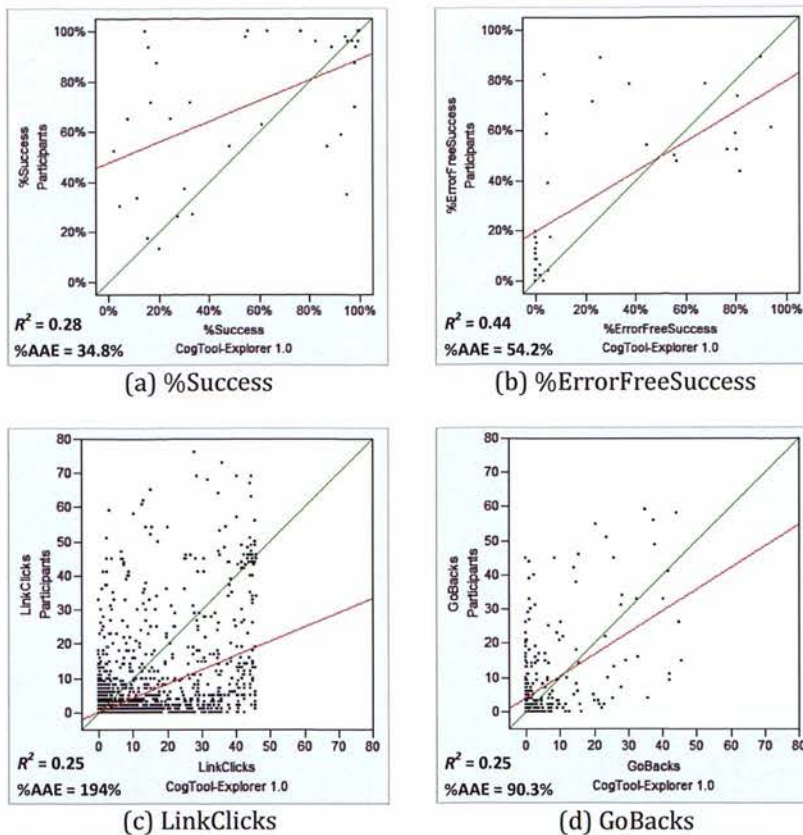 100%
80%
60%
40%
20%
0%
%Success
Participants
0% 20% 40% 60% 80% 100%
%Success
CogTool-Explorer 1.0
R² = 0.28
%AAE = 34.8%
(a) %Success
100%
80%
60%
40%
20%
0%
%ErrorFreeSuccess
Participants
0% 20% 40% 60% 80% 100%
%ErrorFreeSuccess
CogTool-Explorer 1.0
R² = 0.44
%AAE = 54.2%
(b) %ErrorFreeSuccess
80
70
60
50
40
30
20
10
0
LinkClicks
Participants
0 10 20 30 40 50 60 70 80
LinkClicks
CogTool-Explorer 1.0
R² = 0.25
%AAE = 194%
(c) LinkClicks
80
70
60
50
40
30
20
10
0
GoBacks
Participants
0 10 20 30 40 50 60 70 80
GoBacks
CogTool-Explorer 1.0
R² = 0.25
%AAE = 90.3%
(d) GoBacks